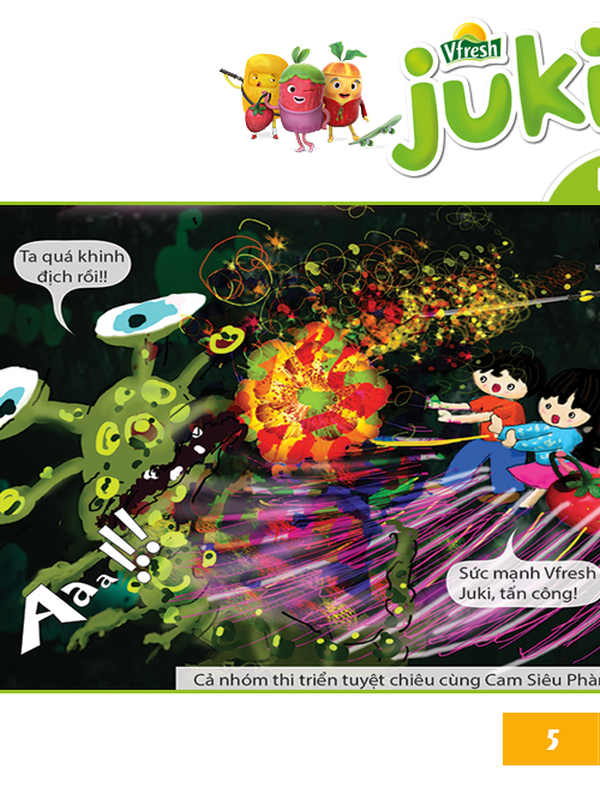 Vfresh
juki
Ta quá khinh
địch rồi!!
Aaa!!!
Sức mạnh Vfresh
Juki, tấn công!
Cả nhóm thi triển tuyệt chiêu cùng Cam Siêu
5